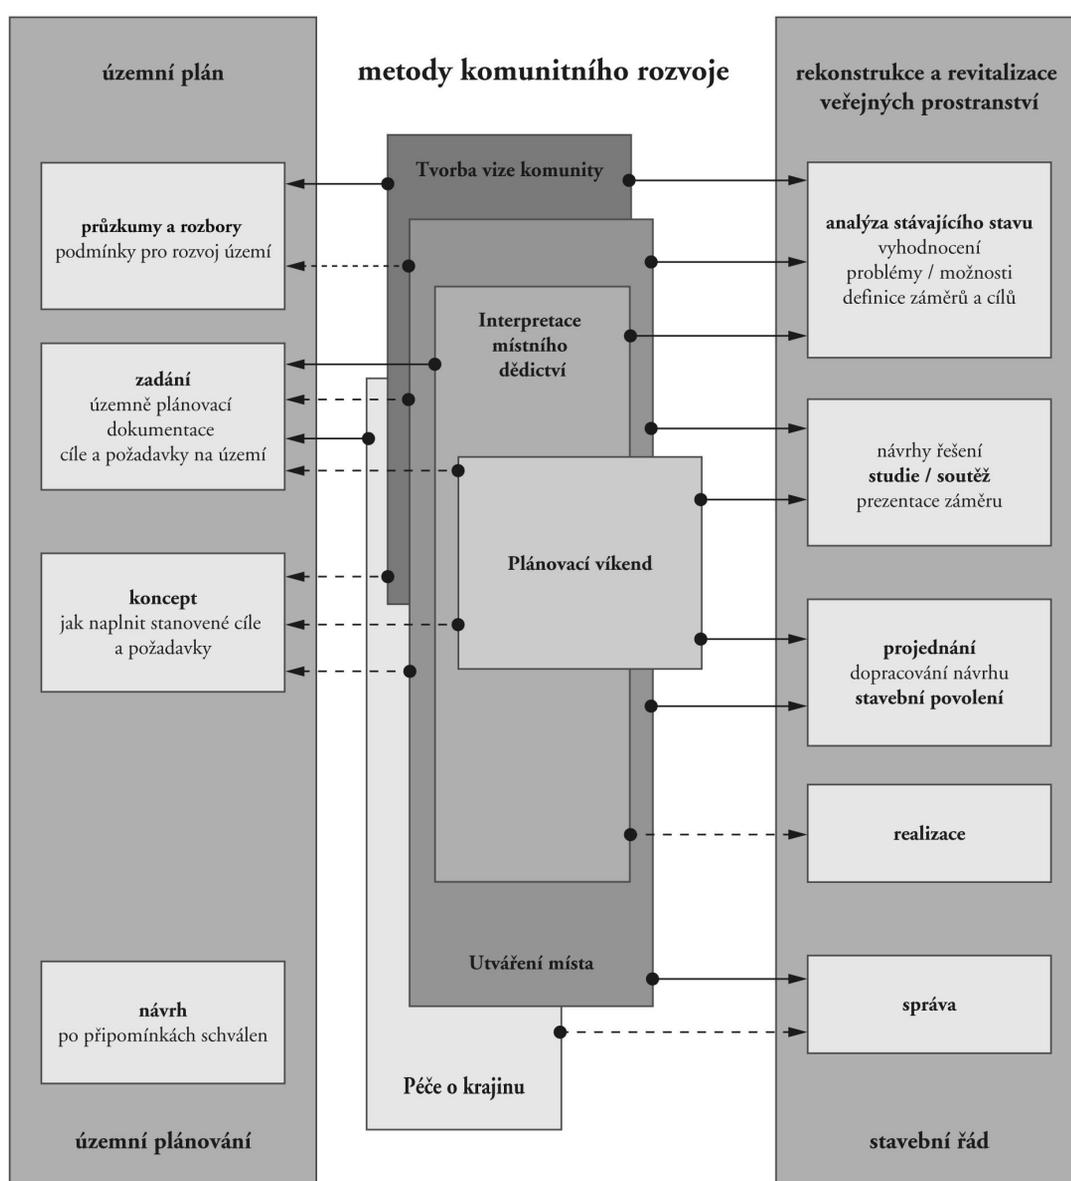 územní plán
průzkumy a rozbory
podmínky pro rozvoj území
zadání
územně plánovací
dokumentace
cíle a požadavky na území
koncept
jak naplnit stanovené cíle
a požadavky
návrh
po připomínkách schválen
územní plánování
metody komunitního rozvoje
Tvorba vize komunity
Interpretace
místního
dědictví
Plánovací víkend
Utváření místa
Péče o krajinu
rekonstrukce a revitalizace
veřejných prostranství
analýza stávajícího stavu
vyhodnocení
problémy / možnosti
definice záměrů a cílů
návrhy řešení
studie / soutěž
prezentace záměru
projednání
dopracování návrhu
stavební povolení
realizace
správa
stavební řád